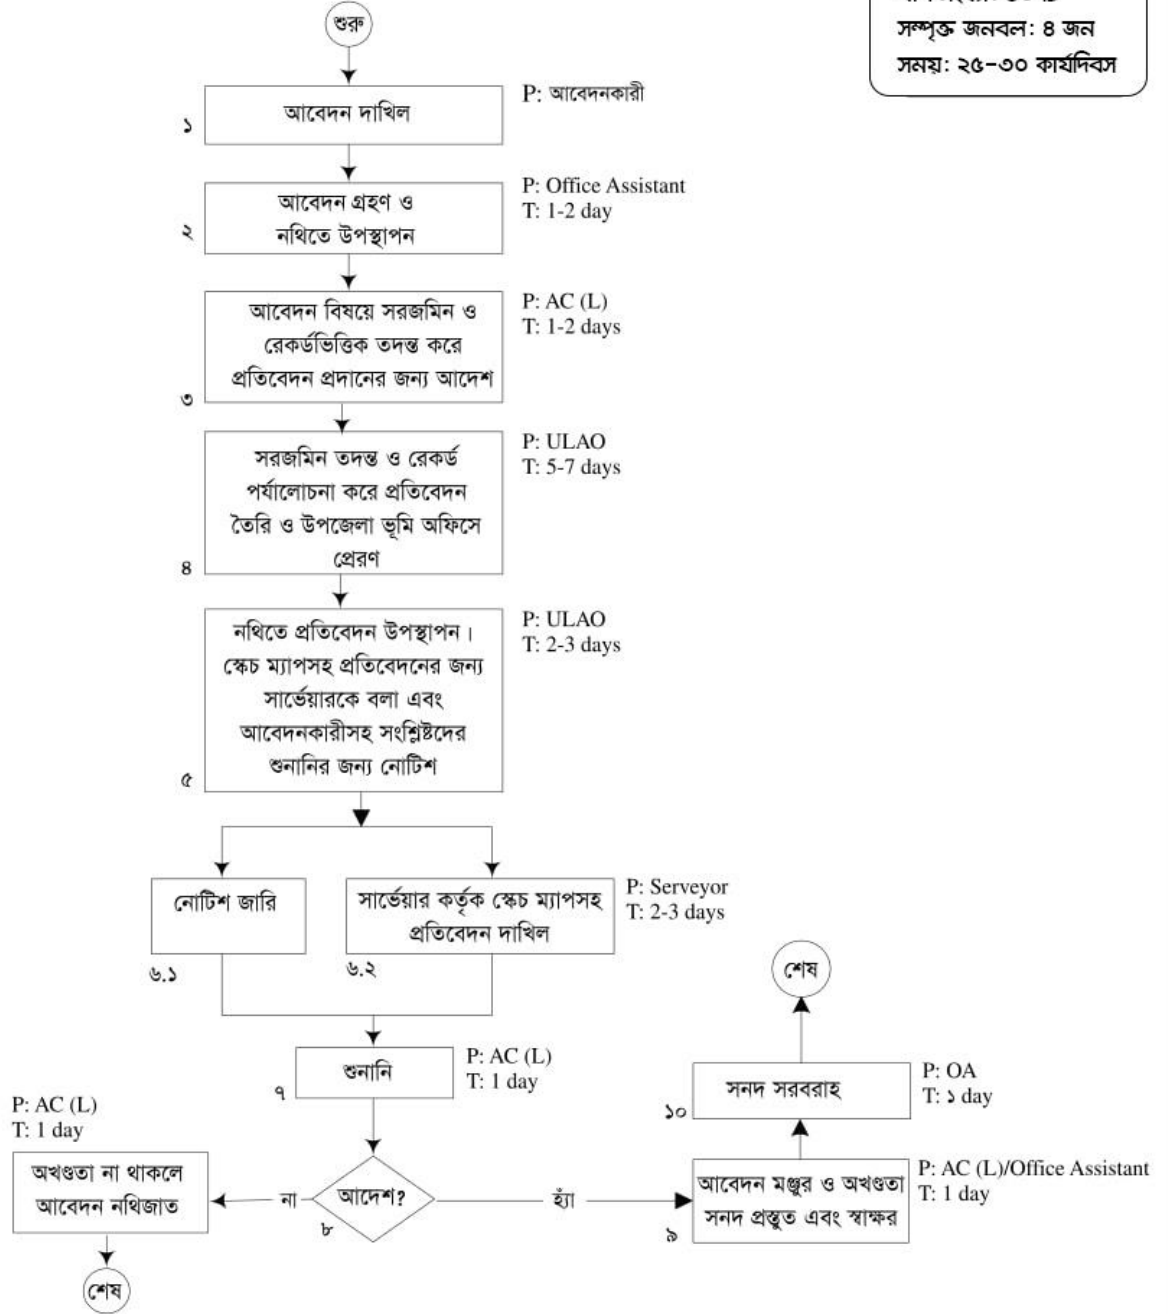 সম্পৃক্ত জনবল: ৪ জন
সময়: ২৫-৩০ কার্যদিবস
শুরু
আবেদন দাখিল
১
P: আবেদনকারী
আবেদন গ্রহণ ও
নথিতে উপস্থাপন
২
P: Office Assistant
T: 1-2 day
আবেদন বিষয়ে সরজমিন ও
রেকর্ডভিত্তিক তদন্ত করে
প্রতিবেদন প্রদানের জন্য আদেশ
৩
P: AC (L)
T: 1-2 days
সরজমিন তদন্ত ও রেকর্ড
পর্যালোচনা করে প্রতিবেদন
তৈরি ও উপজেলা ভূমি অফিসে
প্রেরণ
৪
P: ULAO
T: 5-7 days
নথিতে প্রতিবেদন উপস্থাপন।
স্কেচ ম্যাপসহ প্রতিবেদনের জন্য
সার্ভেয়ারকে বলা এবং
আবেদনকারীসহ সংশ্লিষ্টদের
শুনানির জন্য নোটিশ
৫
P: ULAO
T: 2-3 days
নোটিশ জারি
৬.১
সার্ভেয়ার কর্তৃক স্কেচ ম্যাপসহ
প্রতিবেদন দাখিল
৬.২
P: Serveyor
T: 2-3 days
শুনানি
৭
P: AC (L)
T: 1 day
আদেশ?
৮
না
P: AC (L)
T: 1 day
অখণ্ডতা না থাকলে
আবেদন নথিজাত
শেষ
হ্যাঁ
আবেদন মঞ্জুর ও অখণ্ডতা
সনদ প্রস্তুত এবং স্বাক্ষর
৯
P: AC (L)/Office Assistant
T: 1 day
সনদ সরবরাহ
১০
P: OA
T: ১ day
শেষ